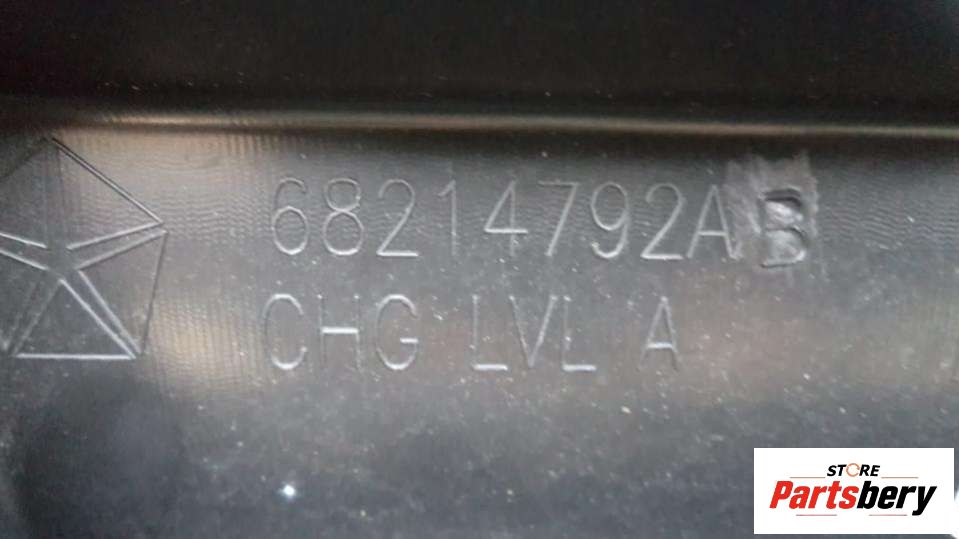 68214792AB
CHG LVL A
STORE
Partsbery